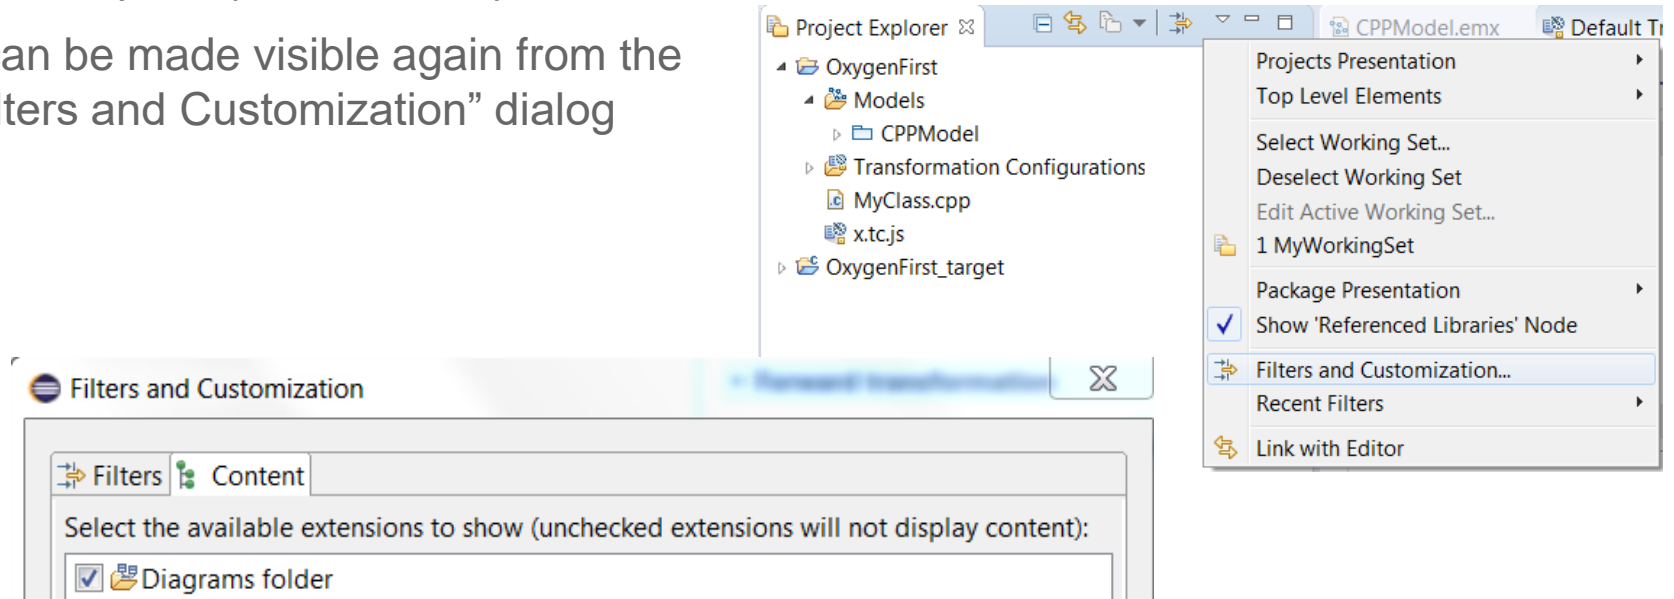 an be made visible again from the
lters and Customization” dialog
Project Explorer
CPPModel.emx
Default Tr
OxygenFirst
Models
CPPModel
Transformation Configurations
MyClass.cpp
x.tc.js
OxygenFirst_target
Projects Presentation
Top Level Elements
Select Working Set...
Deselect Working Set
Edit Active Working Set...
1 MyWorkingSet
Package Presentation
Show 'Referenced Libraries' Node
Filters and Customization...
Recent Filters
Link with Editor
Filters and Customization
Forward transformation
Filters
Content
Select the available extensions to show (unchecked extensions will not display content):
Diagrams folder